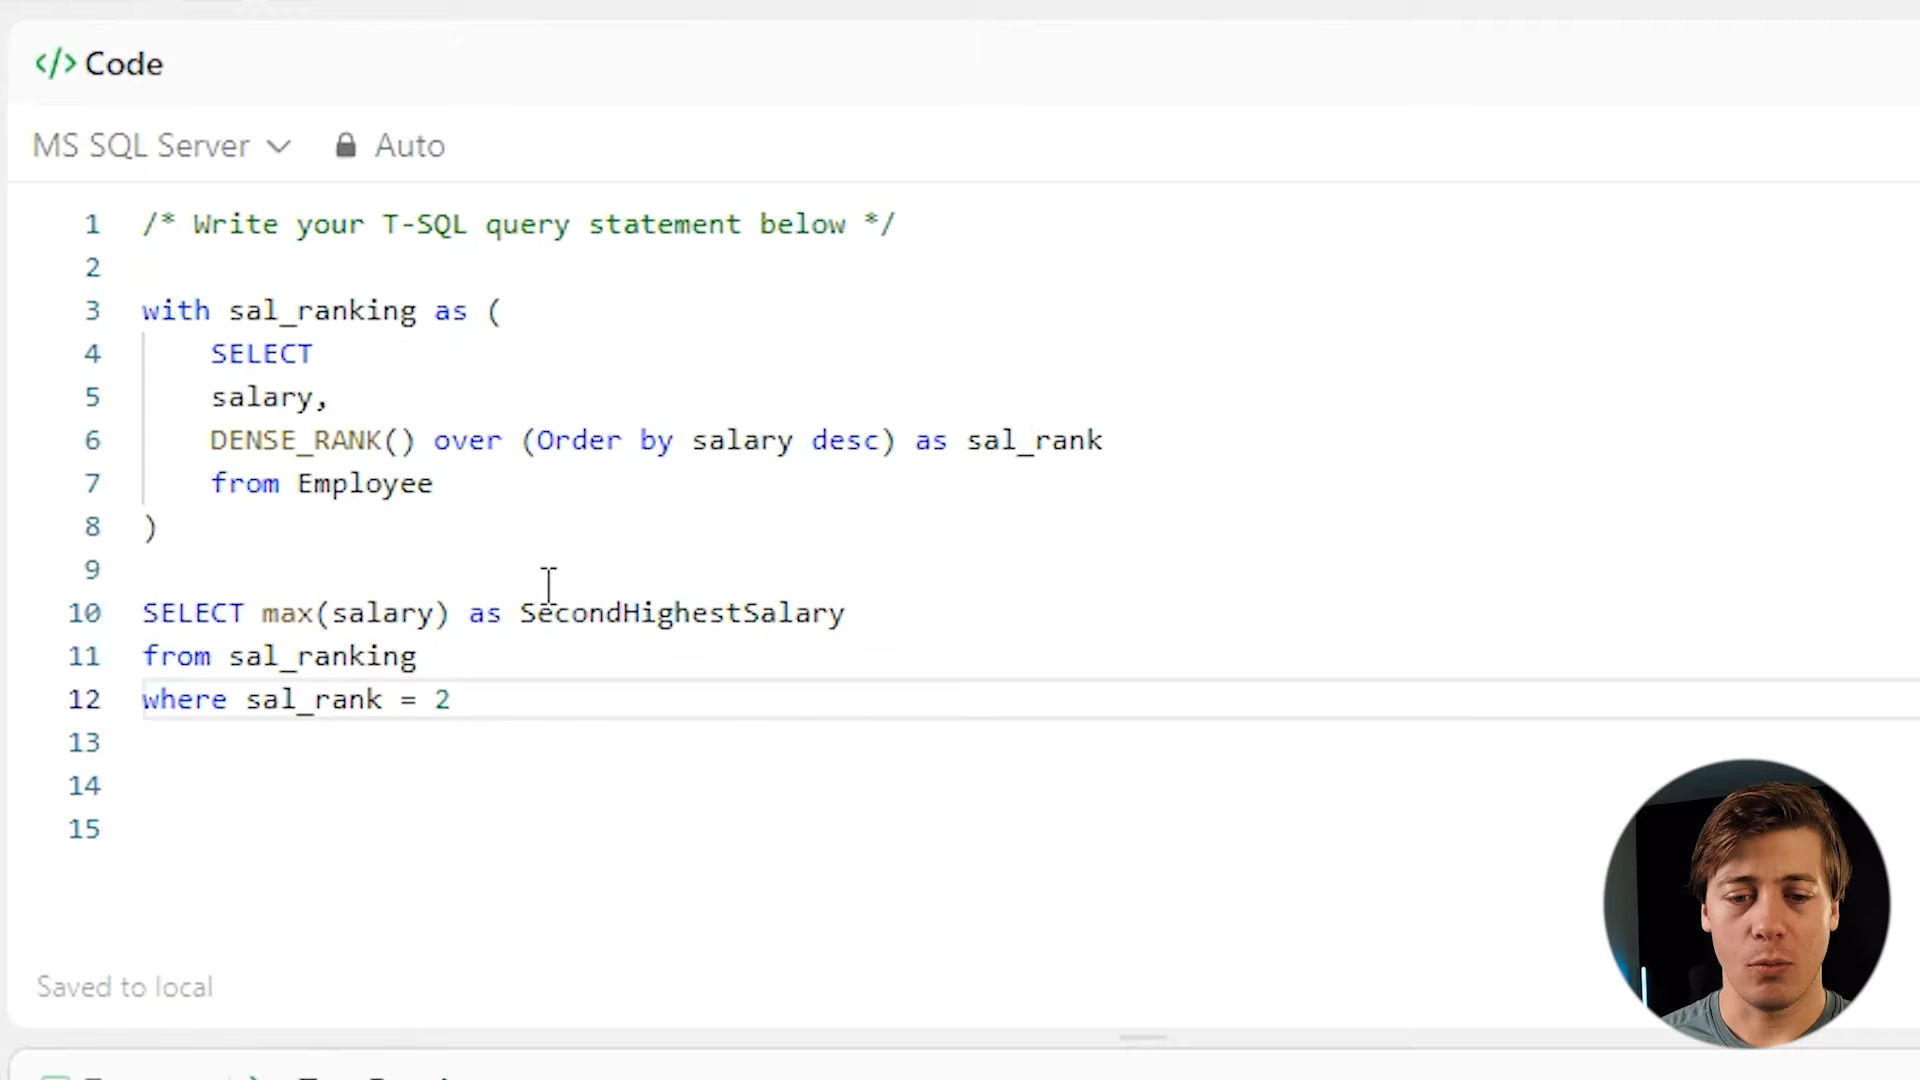 </> Code
MS SQL Server Auto
1 /* Write your T-SQL query statement below */
2
3 with sal_ranking as (
4 SELECT
5 salary,
6 DENSE_RANK() over (Order by salary desc) as sal_rank
7 from Employee
8 )
9
10 SELECT max(salary) as SecondHighestSalary
11 from sal_ranking
12 where sal_rank = 2
13
14
15
Saved to local